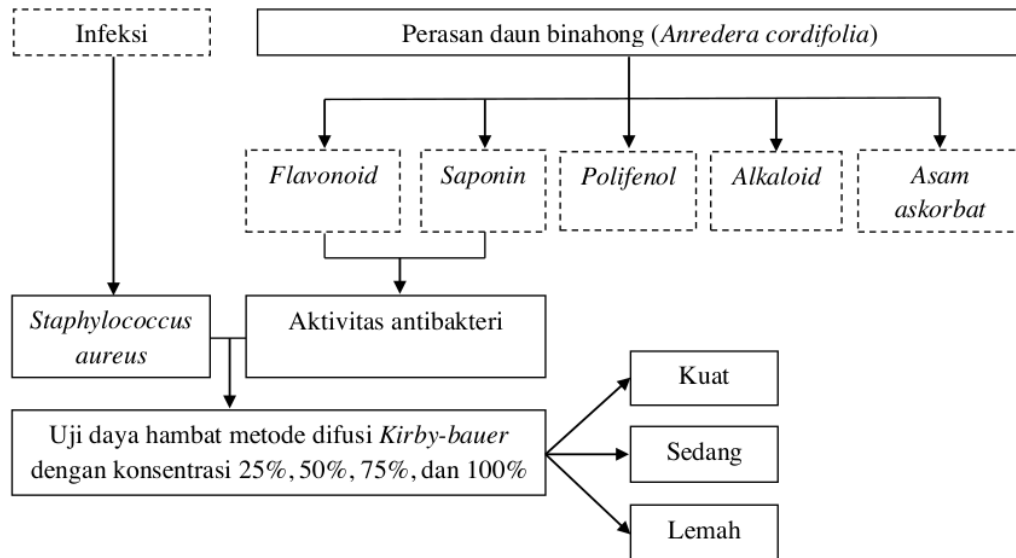 Infeksi
Perasan daun binahong (Anredera cordifolia)
Flavonoid
Saponin
Polifenol
Alkaloid
Asam
askorbat
Staphylococcus
aureus
Aktivitas antibakteri
Uji daya hambat metode difusi Kirby-bauer
dengan konsentrasi 25%, 50%, 75%, dan 100%
Kuat
Sedang
Lemah